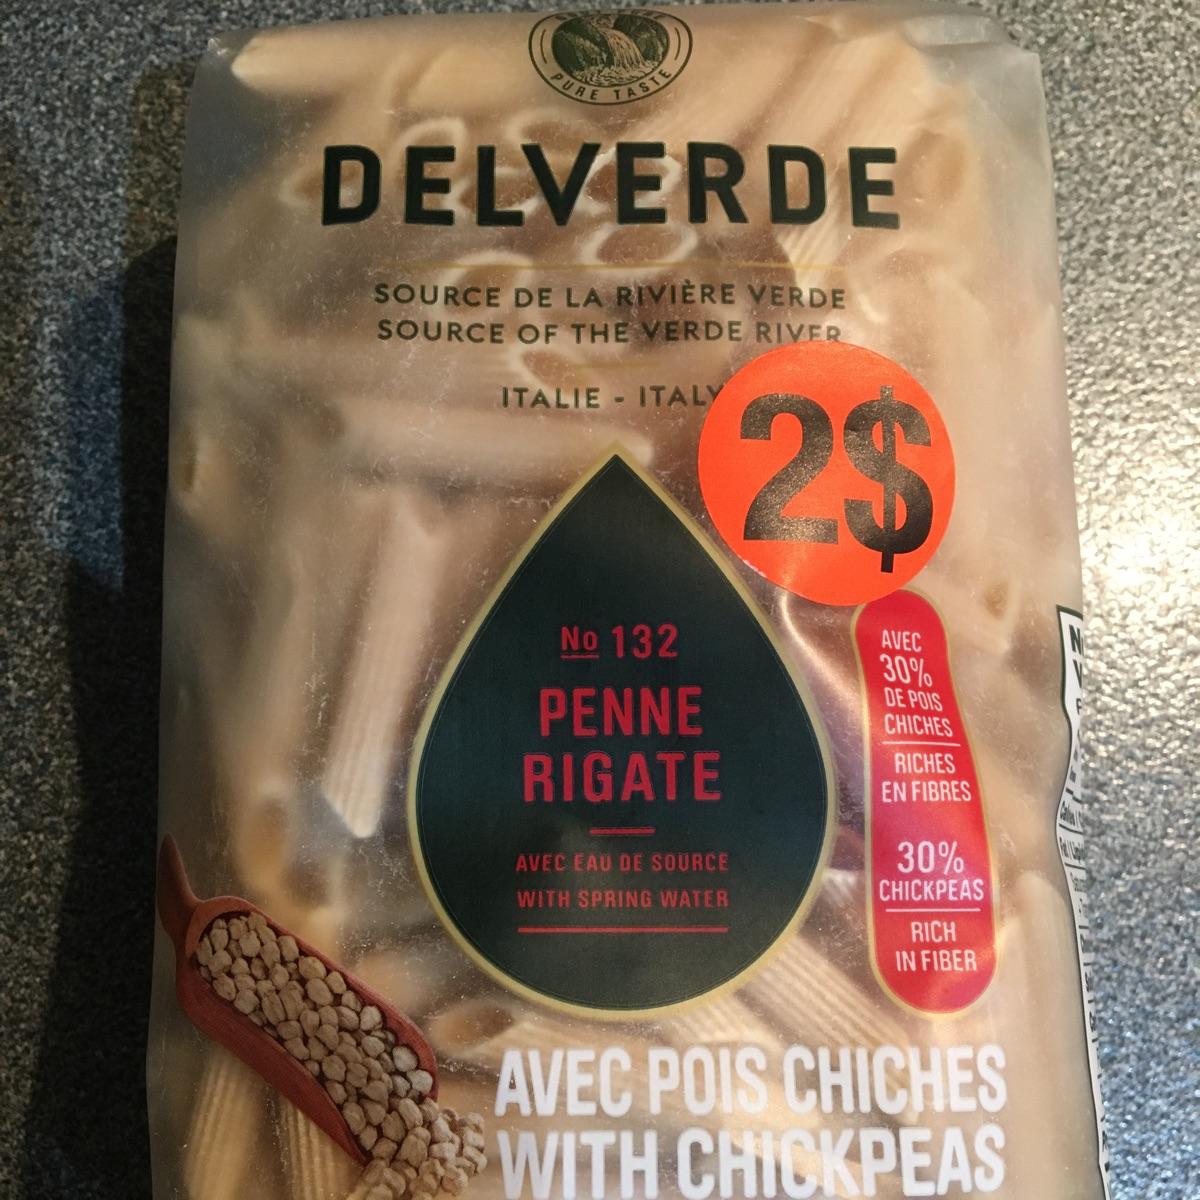 PURE TASTE
DELVERDE
SOURCE DE LA RIVIÈRE VERDE
SOURCE OF THE VERDE RIVER
ITALIE - ITALY
2$
No 132
PENNE
RIGATE
AVEC EAU DE SOURCE
WITH SPRING WATER
AVEC
30%
DE POIS
CHICHES
RICHES
EN FIBRES
30%
CHICKPEAS
RICH
IN FIBER
AVEC POIS CHICHES
WITH CHICKPEAS